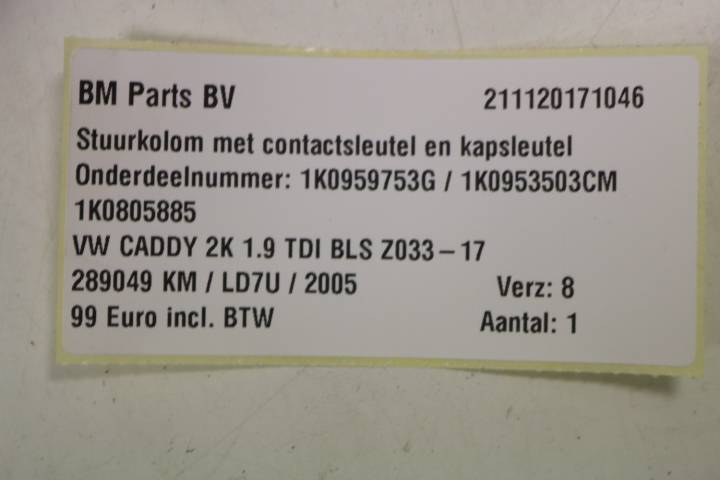 BM Parts BV 211120171046
Stuurkolom met contactsleutel en kapsleutel
Onderdeelnummer: 1K0959753G / 1K0953503CM
1K0805885
VW CADDY 2K 1.9 TDI BLS Z033-17
289049 KM / LD7U / 2005 Verz: 8
99 Euro incl. BTW Aantal: 1